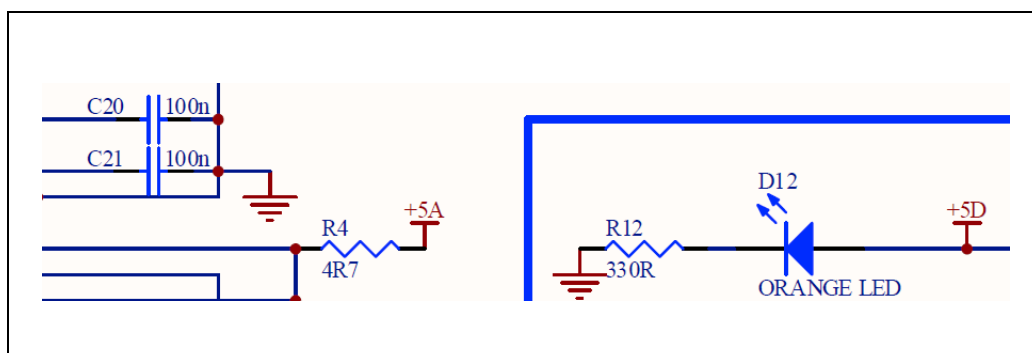 C20 100n
C21 100n
R4
4R7
+5A
R12
330R
D12
ORANGE LED
+5D